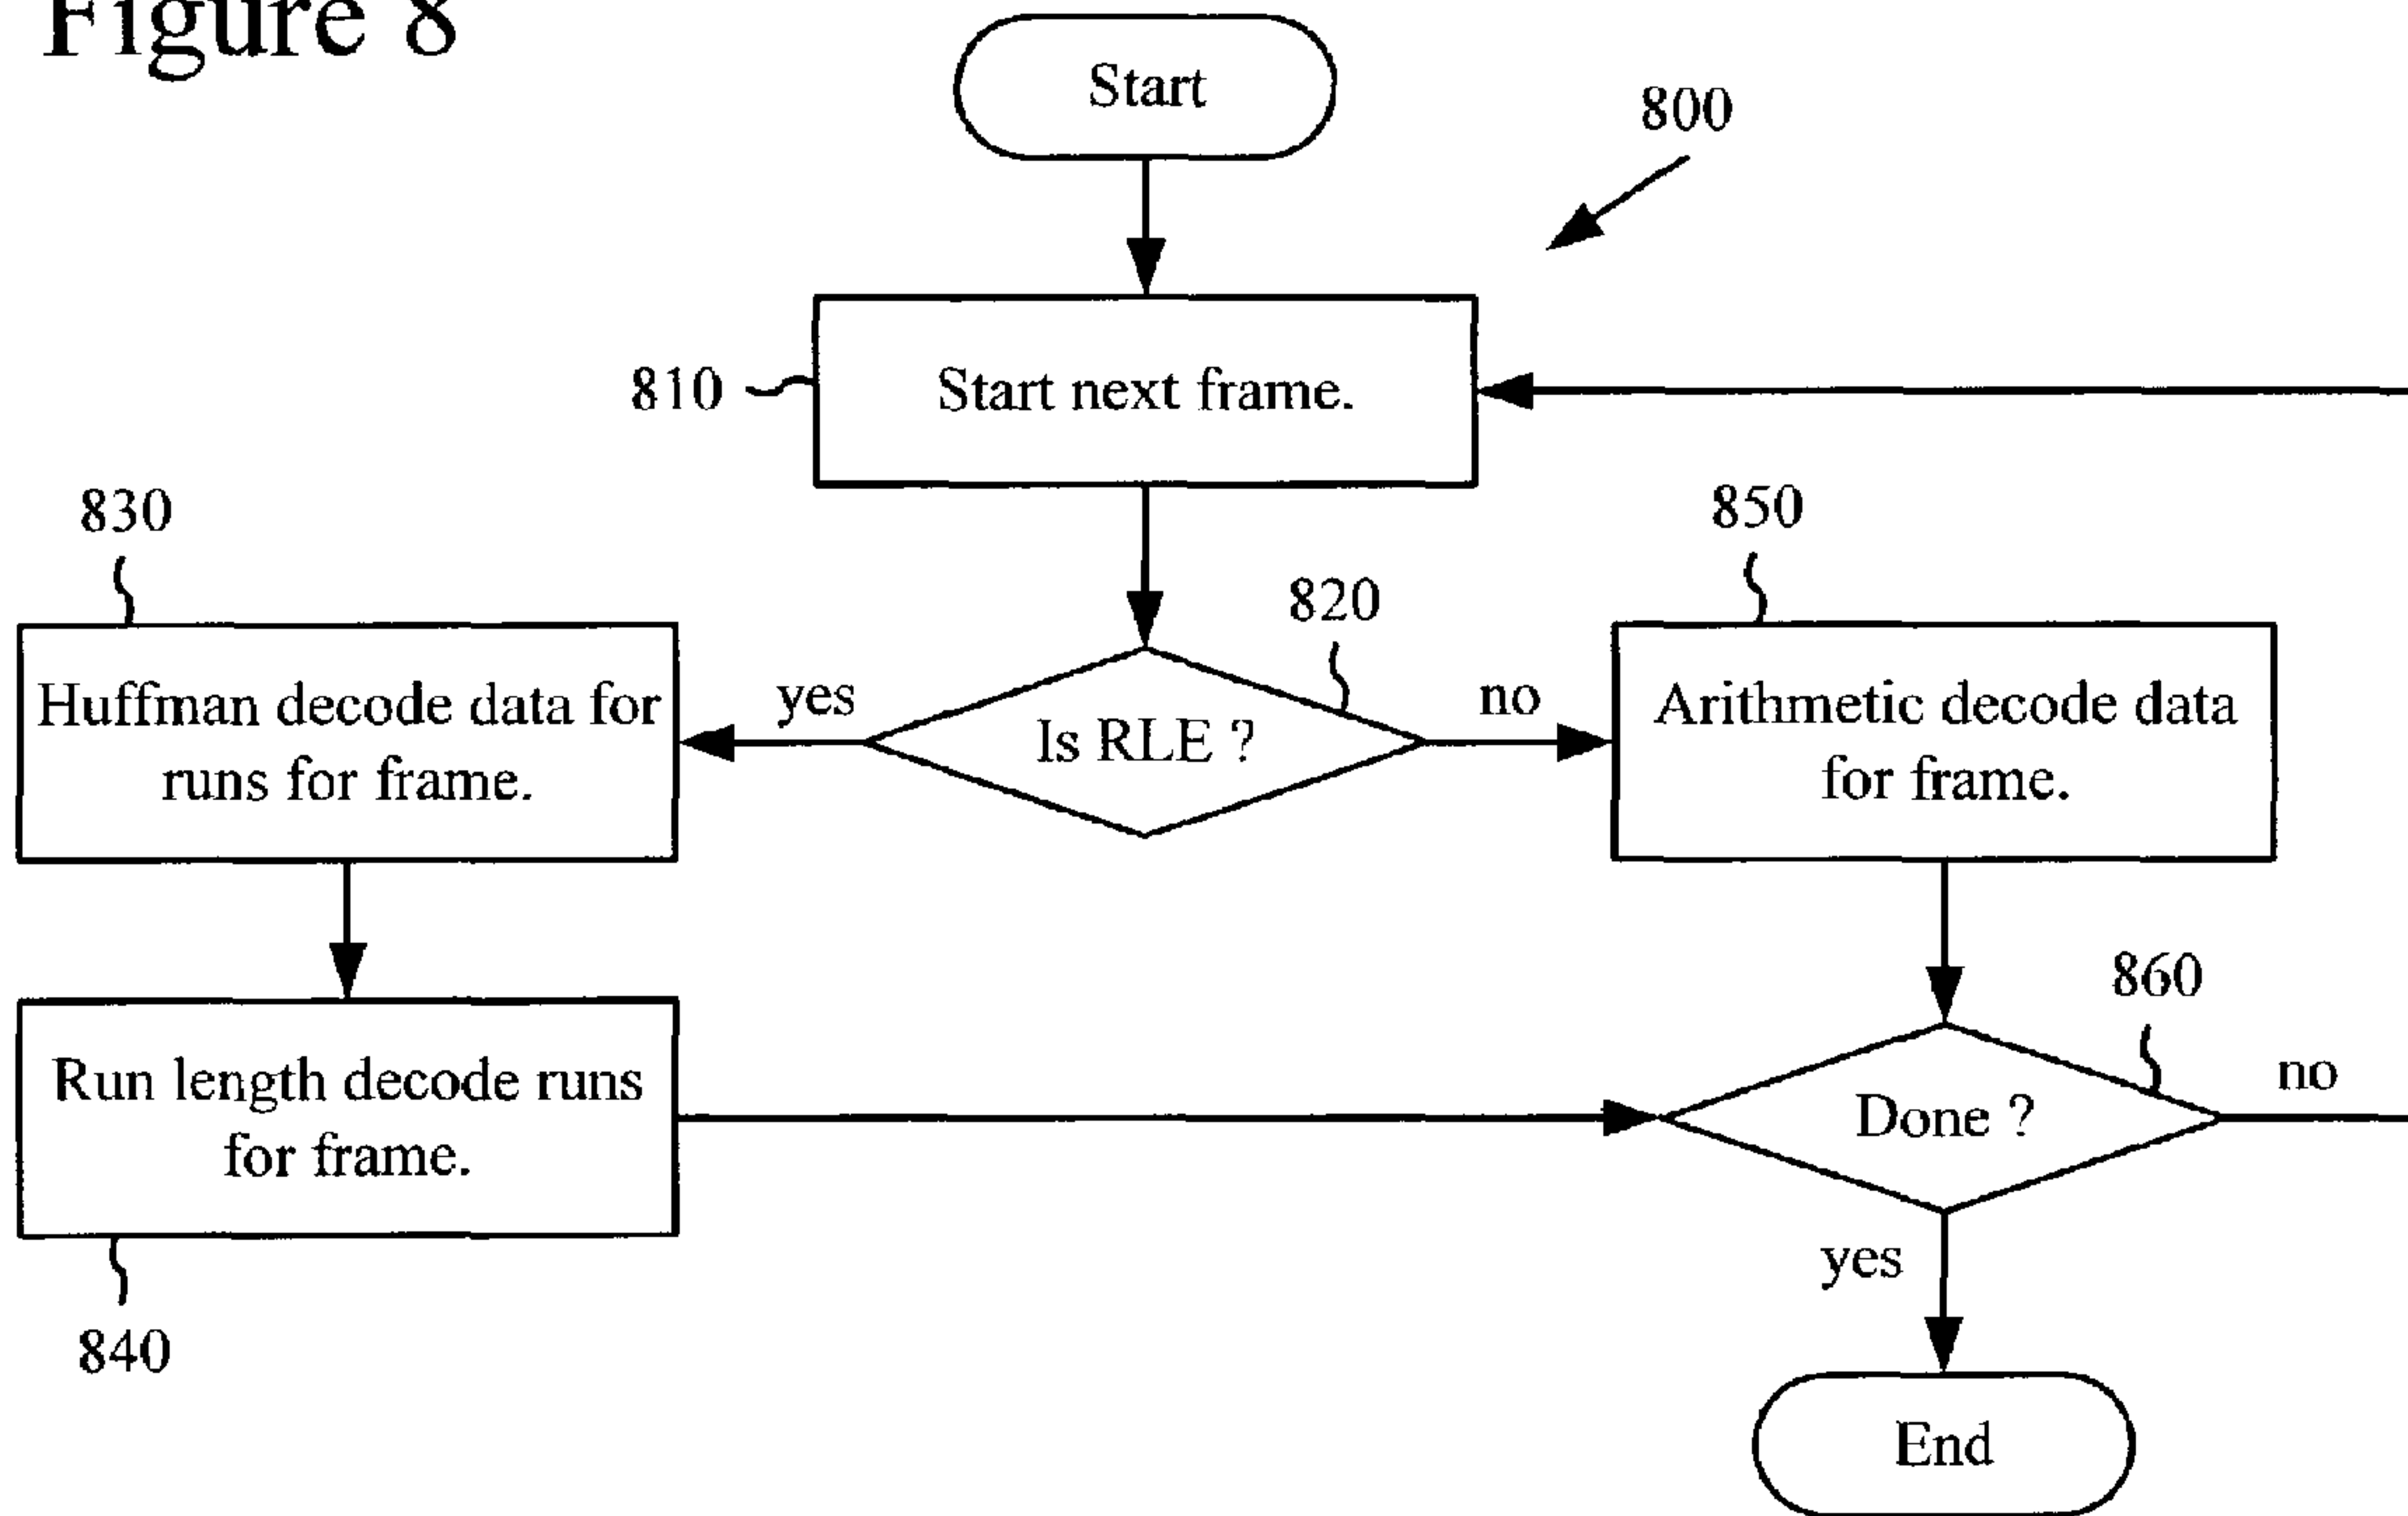 Figure 8
Start
800
810
Start next frame.
830
850
820
Huffman decode data for
runs for frame.
yes
Is RLE ?
no
Arithmetic decode data
for frame.
860
Run length decode runs
for frame.
Done ?
no
yes
840
End